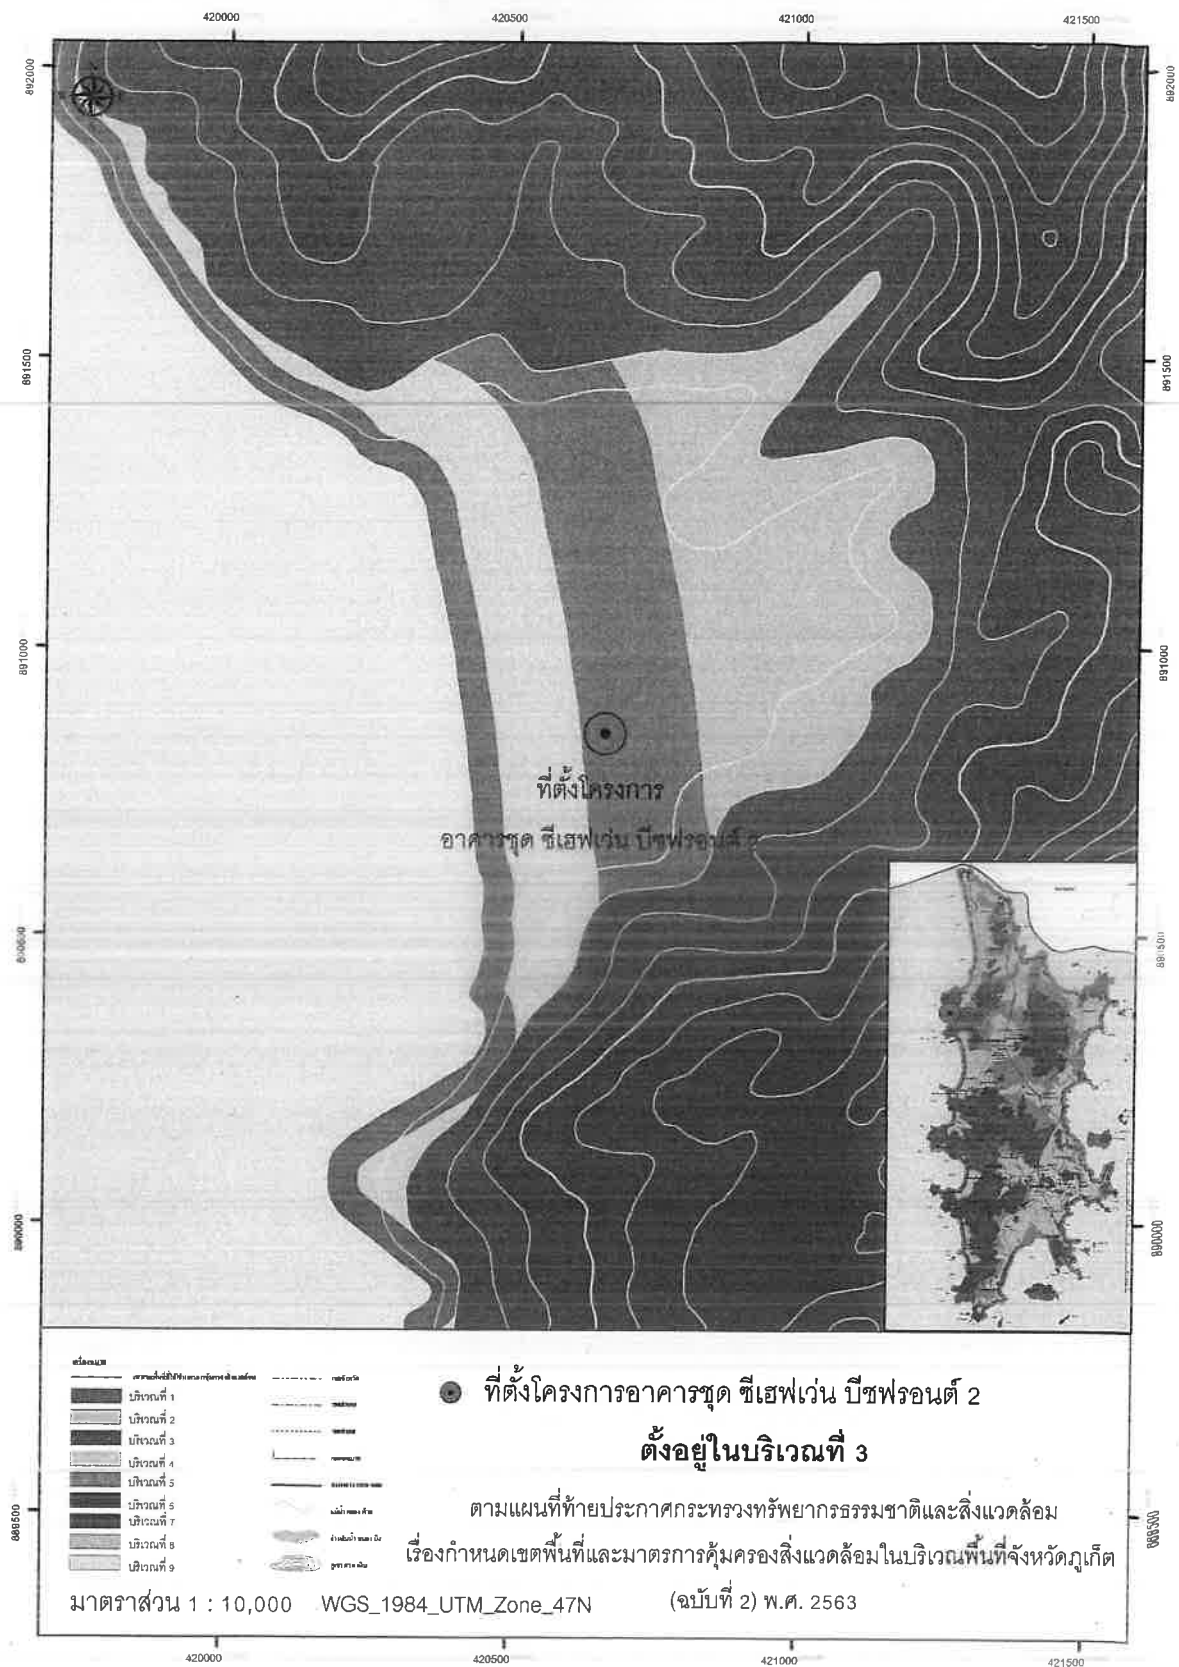 420000 420500 421000 421500
892000 892000
891500 891500
891000 891000
890500
890000 890000
889500 889500
ที่ตั้งโครงการ
อาคารชุด ซีเฮฟเว่น บีชฟรอนต์
บริเวณที่ 1
บริเวณที่ 2
บริเวณที่ 3
บริเวณที่ 4
บริเวณที่ 5
บริเวณที่ 6
บริเวณที่ 7
บริเวณที่ 8
บริเวณที่ 9
ที่ตั้งโครงการอาคารชุด ซีเฮฟเว่น บีชฟรอนต์ 2
ตั้งอยู่ในบริเวณที่ 3
ตามแผนที่ท้ายประกาศกระทรวงทรัพยากรธรรมชาติและสิ่งแวดล้อม
เรื่องกำหนดเขตพื้นที่และมาตรการคุ้มครองสิ่งแวดล้อมในบริเวณพื้นที่จังหวัดภูเก็ต
(ฉบับที่ 2) พ.ศ. 2563
มาตราส่วน 1 : 10,000 WGS_1984_UTM_Zone_47N
420000 420500 421000 421500